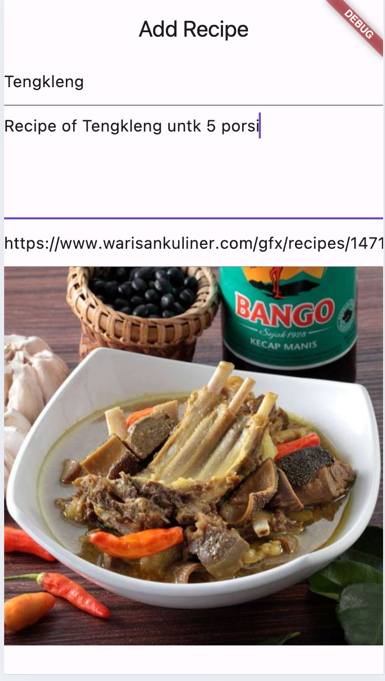 DEBUG
Add Recipe
Tengkleng
Recipe of Tengkleng untk 5 porsi
https://www.warisankuliner.com/gfx/recipes/1471
BANGO
Sejak 1928
KECAP MANIS